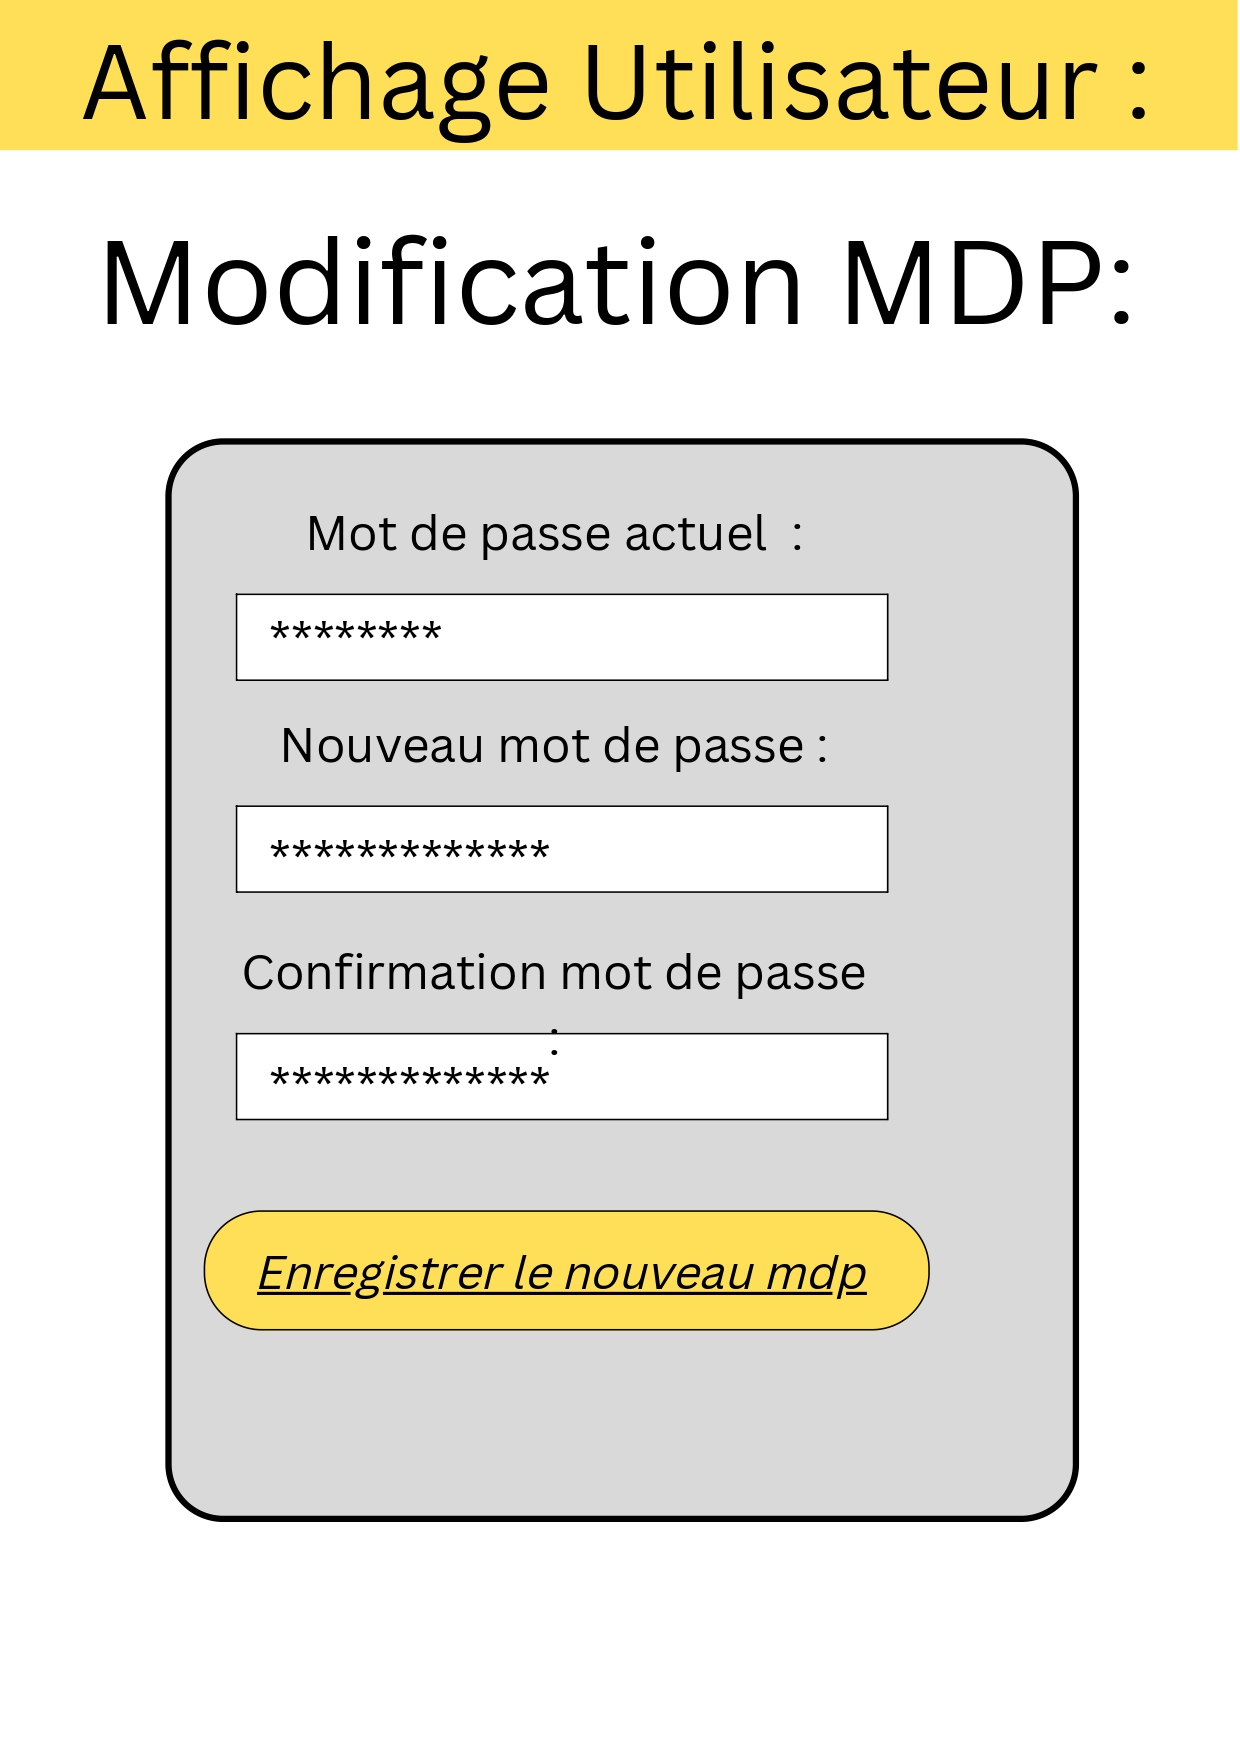 Affichage Utilisateur :
Modification MDP:
Mot de passe actuel  :
********
Nouveau mot de passe :
*************
Confirmation mot de passe
:
*************
Enregistrer le nouveau mdp